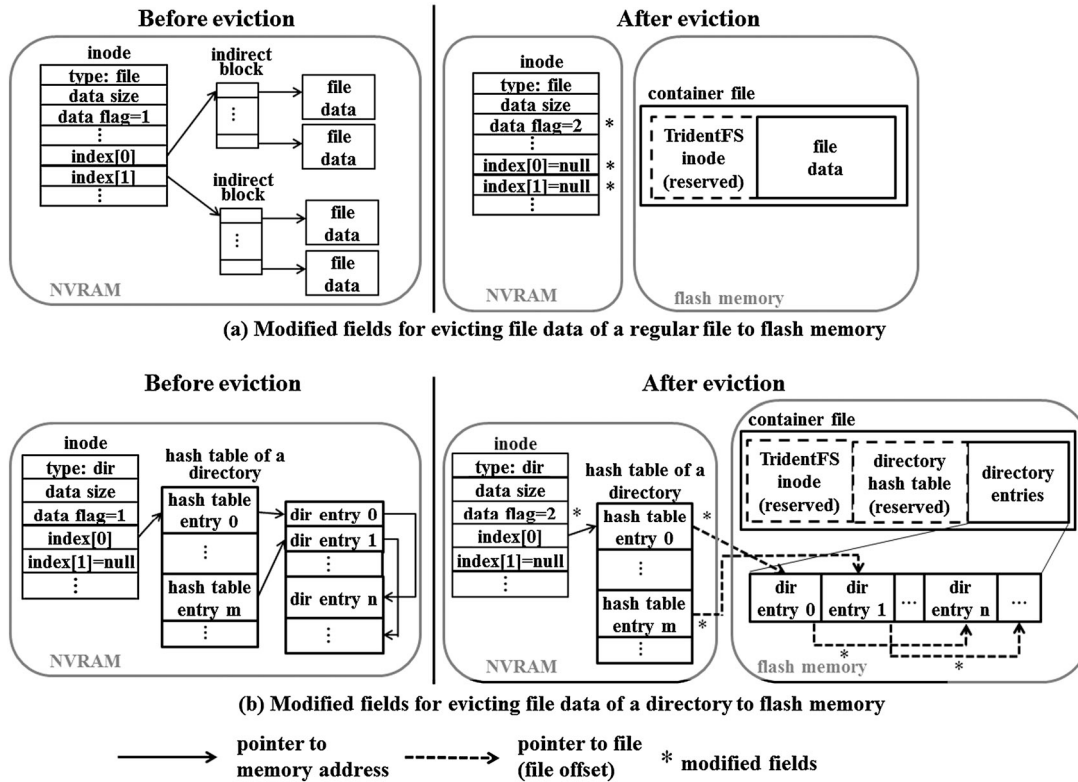 Before eviction
After eviction
inode
type: file
data size
data flag=1
⋮
index[0]
index[1]
⋮
indirect
block
⋮
file
data
file
data
indirect
block
⋮
file
data
file
data
NVRAM
inode
type: file
data size
data flag=2 *
⋮
index[0]=null *
index[1]=null *
⋮
NVRAM
container file
TridentFS
inode
(reserved)
file
data
flash memory
(a) Modified fields for evicting file data of a regular file to flash memory
Before eviction
After eviction
inode
type: dir
data size
data flag=1
index[0]
index[1]=null
⋮
hash table of a
directory
hash table
entry 0
⋮
hash table
entry m
⋮
dir entry 0
dir entry 1
⋮
dir entry n
⋮
NVRAM
inode
type: dir
data size
data flag=2 *
index[0]
index[1]=null
⋮
hash table of a
directory
hash table
entry 0 *
⋮
hash table
entry m *
⋮
NVRAM
container file
TridentFS
inode
(reserved)
directory
hash table
(reserved)
directory
entries
dir
entry 0
dir
entry 1
...
dir
entry n
...
*
*
flash memory
(b) Modified fields for evicting file data of a directory to flash memory
pointer to
memory address
pointer to file
(file offset)
* modified fields